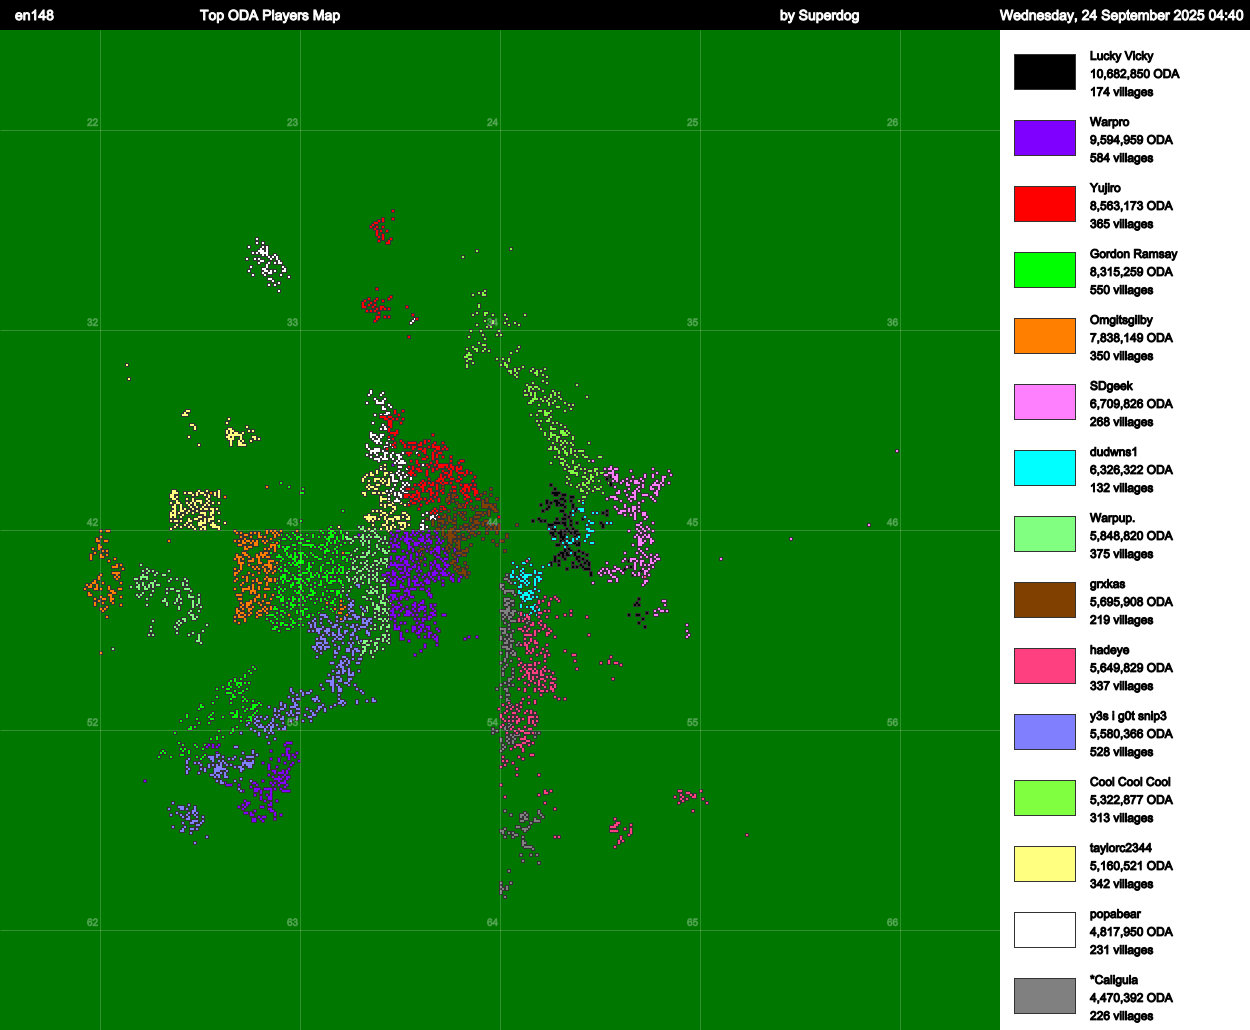 en148 Top ODA Players Map by Superdog Wednesday, 24 September 2025 04:40
Lucky Vicky
10,682,850 ODA
174 villages
Warpro
9,594,959 ODA
584 villages
Yujiro
8,563,173 ODA
365 villages
Gordon Ramsay
8,315,259 ODA
550 villages
Omgitsgilby
7,838,149 ODA
350 villages
SDgeek
6,709,826 ODA
268 villages
dudwns1
6,326,322 ODA
132 villages
Warpup.
5,848,820 ODA
375 villages
grxkas
5,695,908 ODA
219 villages
hadeye
5,649,829 ODA
337 villages
y3s i g0t snip3
5,580,366 ODA
528 villages
Cool Cool Cool
5,322,877 ODA
313 villages
taylorc2344
5,160,521 ODA
342 villages
popabear
4,817,950 ODA
231 villages
*Caligula
4,470,392 ODA
226 villages
22 23 24 25 26
32 33 34 35 36
42 43 44 45 46
52 53 54 55 56
62 63 64 65 66